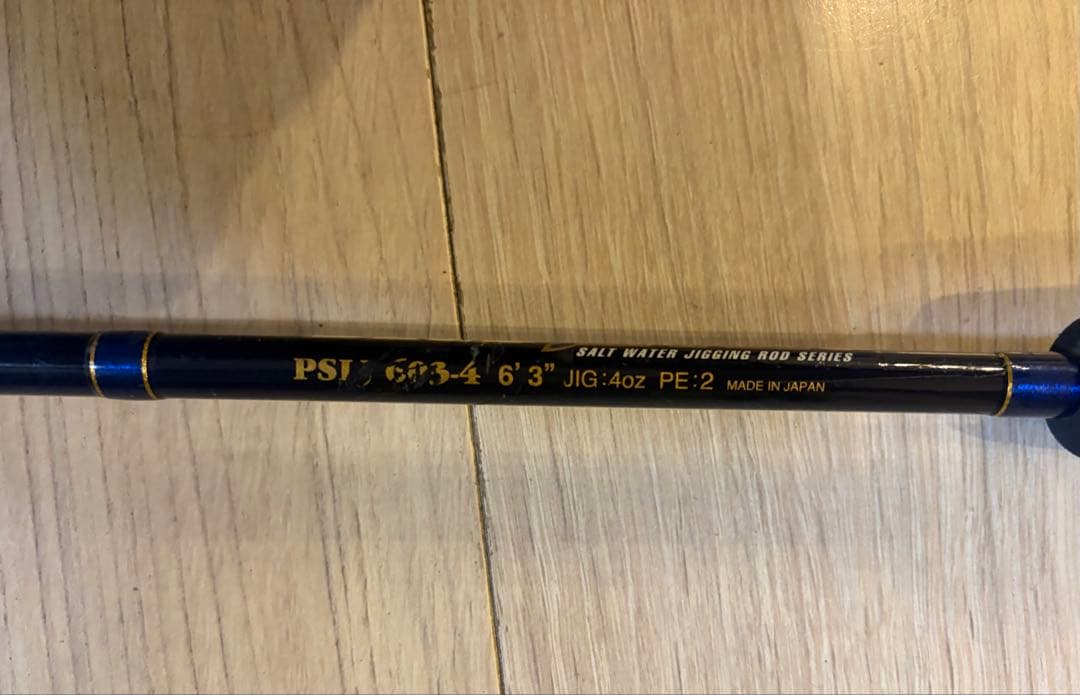 SALT WATER JIGGING ROD SERIES
603-4 6'3" JIG:4oz PE:2 MADE IN JAPAN